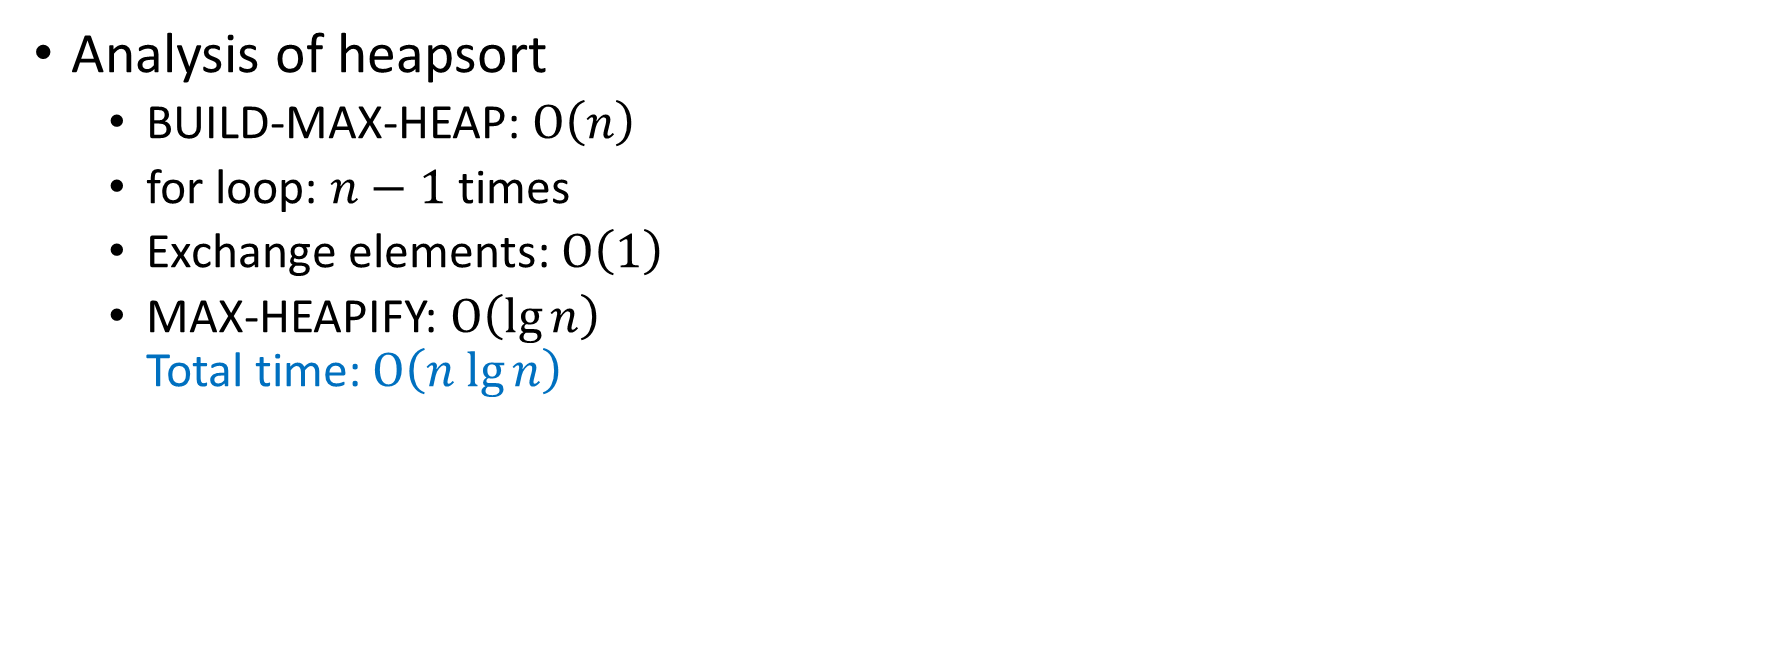 • Analysis of heapsort
• BUILD-MAX-HEAP: O(n)
• for loop: n − 1 times
• Exchange elements: O(1)
• MAX-HEAPIFY: O(lg n)
Total time: O(n lg n)